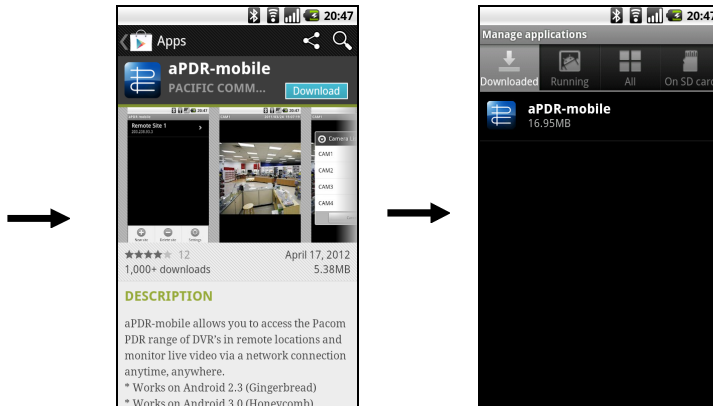 20:47
Apps
aPDR-mobile
PACIFIC COMM...
Download
Remote Site 1
CAM1
CAM2
CAM3
CAM4
12
April 17, 2012
1,000+ downloads
5.38MB
DESCRIPTION
aPDR-mobile allows you to access the Pacom
PDR range of DVR's in remote locations and
monitor live video via a network connection
anytime, anywhere.
* Works on Android 2.3 (Gingerbread)
* Works on Android 3.0 (Honeycomb)
20:47
Manage applications
Downloaded
Running
All
On SD card
aPDR-mobile
16.95MB